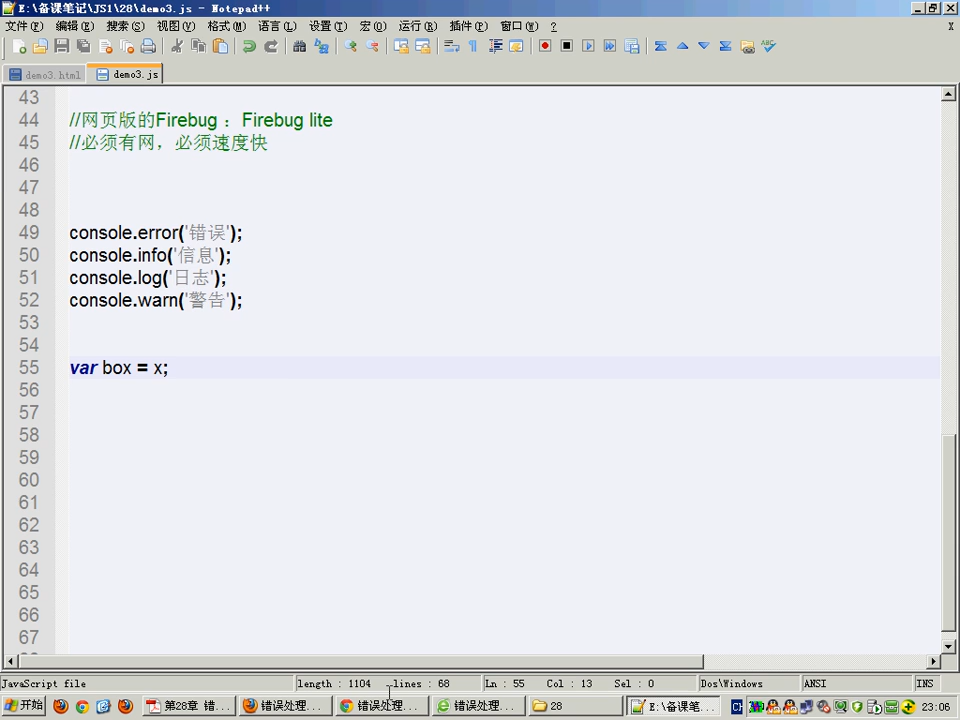 E:\备课笔记\JS1\28\demo3.js - Notepad++
文件(F) 编辑(E) 搜索(S) 视图(V) 格式(M) 语言(L) 设置(T) 宏(O) 运行(R) 插件(P) 窗口(W) ? X
demo3.html demo3.js
43
44 //网页版的Firebug ：Firebug lite
45 //必须有网，必须速度快
46
47
48
49 console.error('错误');
50 console.info('信息');
51 console.log('日志');
52 console.warn('警告');
53
54
55 var box = x;
56
57
58
59
60
61
62
63
64
65
66
67
JavaScript file length : 1104 lines : 68 Ln : 55 Col : 13 Sel : 0 Dos\Windows ANSI INS
开始 第28章 错... 错误处理... 错误处理... 错误处理... 28 E:\备课笔... 23:06